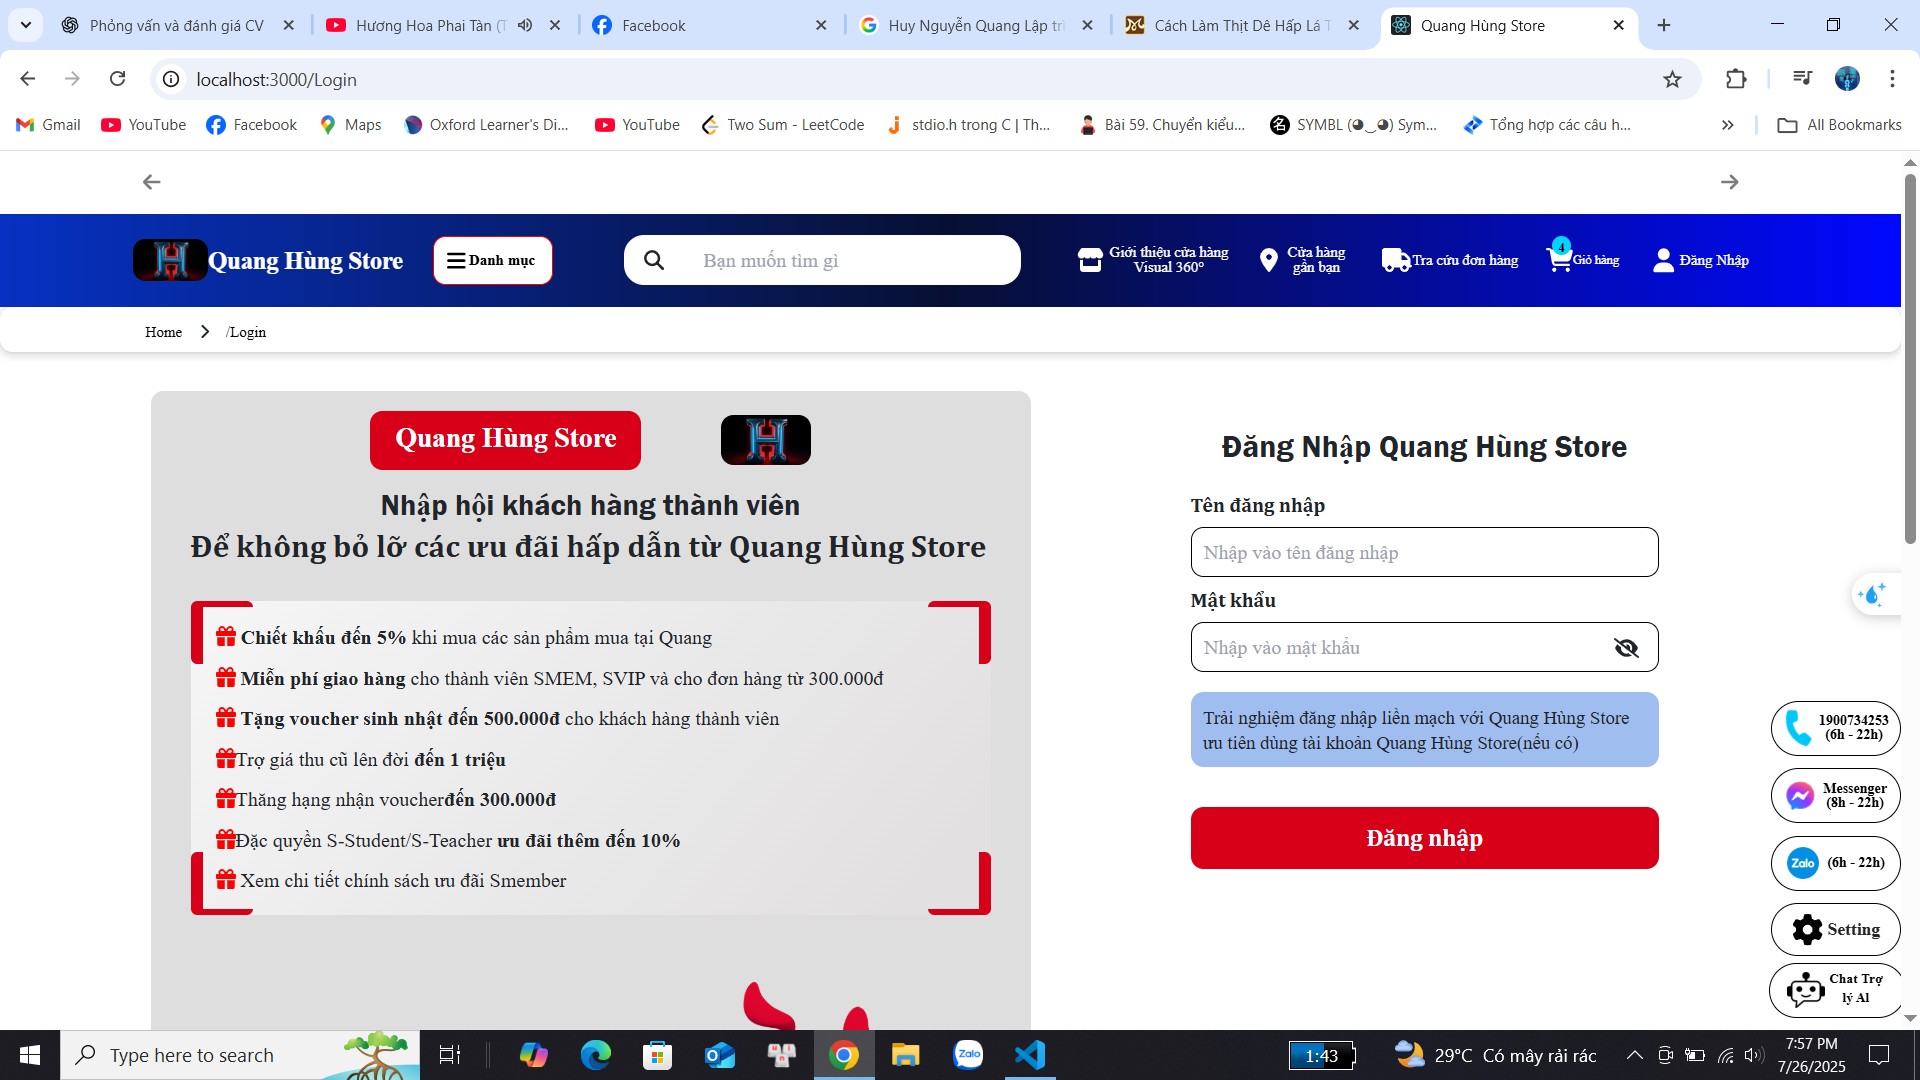 Phỏng vấn và đánh giá CV
Hương Hoa Phai Tàn (
Facebook
Huy Nguyễn Quang Lập trì
Cách Làm Thịt Dê Hấp Lá T
Quang Hùng Store
localhost:3000/Login
Gmail
YouTube
Facebook
Maps
Oxford Learner's Di...
YouTube
Two Sum - LeetCode
stdio.h trong C | Th...
Bài 59. Chuyển kiểu...
SYMBL (◕‿◕) Sym...
Tổng hợp các câu h...
All Bookmarks
Quang Hùng Store
Danh mục
Bạn muốn tìm gì
Giới thiệu cửa hàng
Visual 360°
Cửa hàng
gần bạn
Tra cứu đơn hàng
4
Giỏ hàng
Đăng Nhập
Home
/Login
Quang Hùng Store
H
Nhập hội khách hàng thành viên
Để không bỏ lỡ các ưu đãi hấp dẫn từ Quang Hùng Store
Chiết khấu đến 5% khi mua các sản phẩm mua tại Quang
Miễn phí giao hàng cho thành viên SMEM, SVIP và cho đơn hàng từ 300.000đ
Tặng voucher sinh nhật đến 500.000đ cho khách hàng thành viên
Trợ giá thu cũ lên đời đến 1 triệu
Thăng hạng nhận voucherđến 300.000đ
Đặc quyền S-Student/S-Teacher ưu đãi thêm đến 10%
Xem chi tiết chính sách ưu đãi Smember
Đăng Nhập Quang Hùng Store
Tên đăng nhập
Nhập vào tên đăng nhập
Mật khẩu
Nhập vào mật khẩu
Trải nghiệm đăng nhập liền mạch với Quang Hùng Store
ưu tiên dùng tài khoản Quang Hùng Store(nếu có)
Đăng nhập
1900734253
(6h - 22h)
Messenger
(8h - 22h)
Zalo
(6h - 22h)
Setting
Chat Trợ
lý AI
Type here to search
Zalo
1:43
29°C Có mây rải rác
7:57 PM
7/26/2025